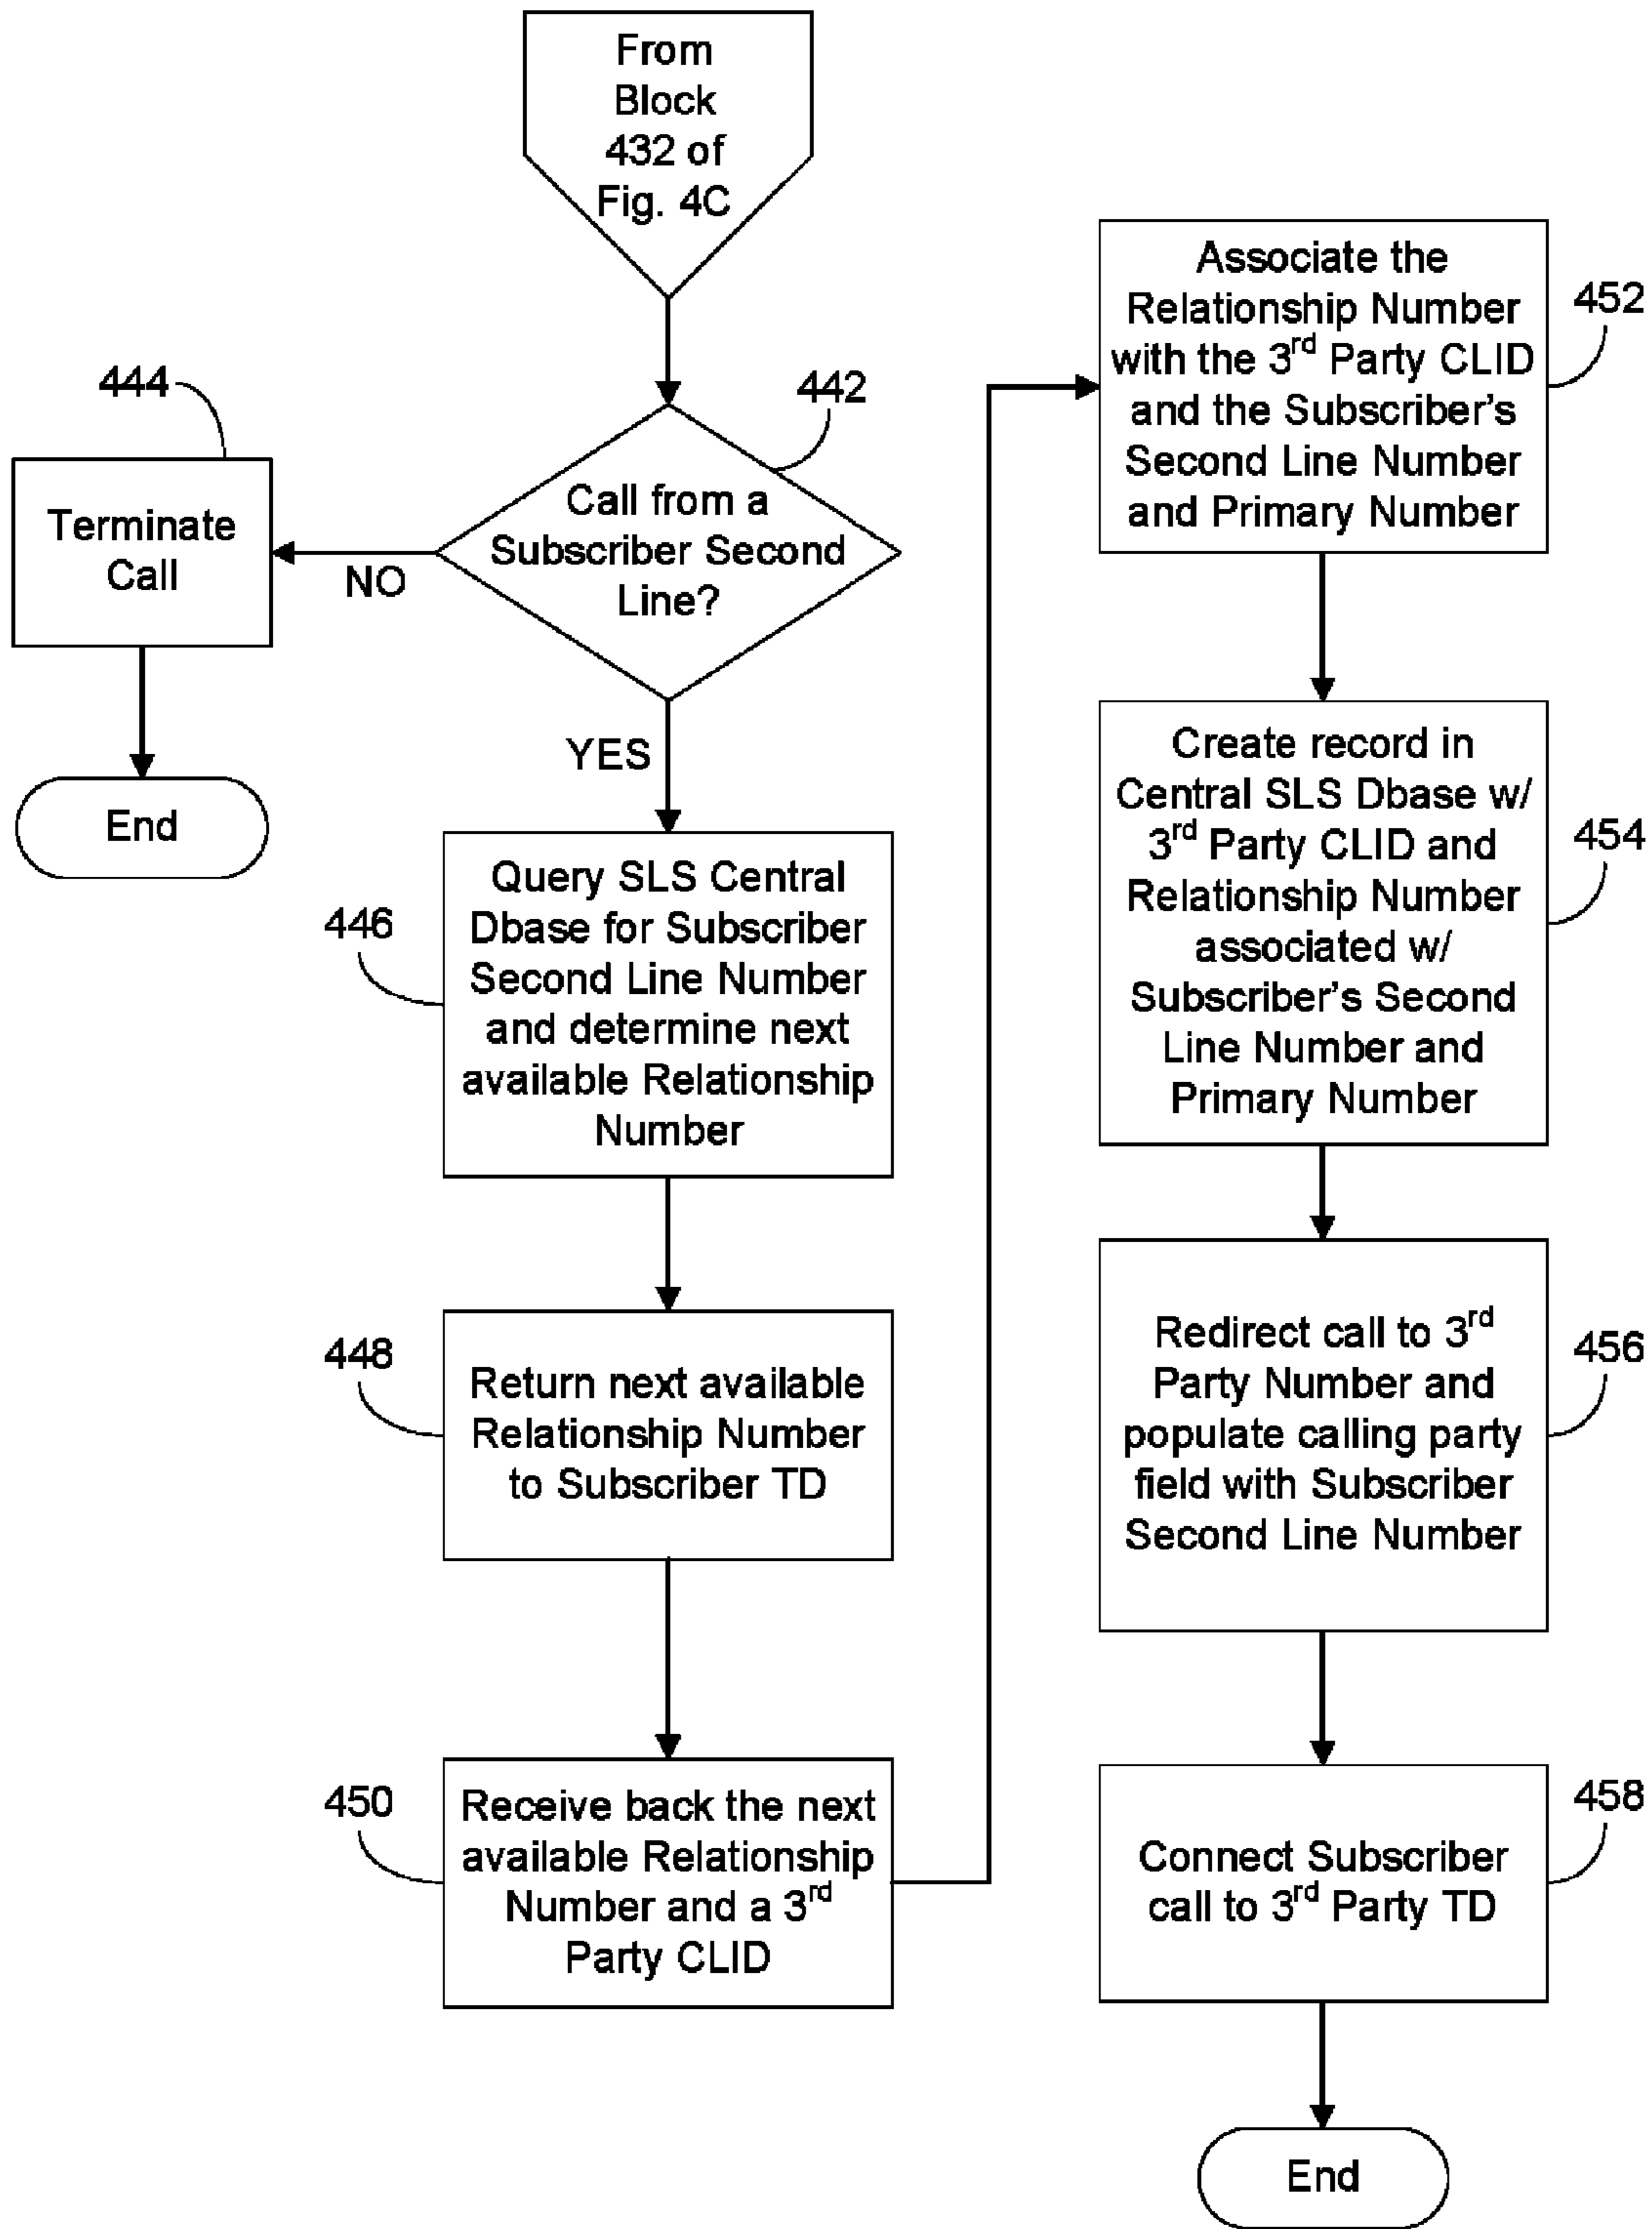 From
Block
432 of
Fig. 4C
442
Call from a
Subscriber Second
Line?
NO
444
Terminate
Call
End
YES
446
Query SLS Central
Dbase for Subscriber
Second Line Number
and determine next
available Relationship
Number
448
Return next available
Relationship Number
to Subscriber TD
450
Receive back the next
available Relationship
Number and a 3rd
Party CLID
452
Associate the
Relationship Number
with the 3rd Party CLID
and the Subscriber's
Second Line Number
and Primary Number
454
Create record in
Central SLS Dbase w/
3rd Party CLID and
Relationship Number
associated w/
Subscriber's Second
Line Number and
Primary Number
456
Redirect call to 3rd
Party Number and
populate calling party
field with Subscriber
Second Line Number
458
Connect Subscriber
call to 3rd Party TD
End